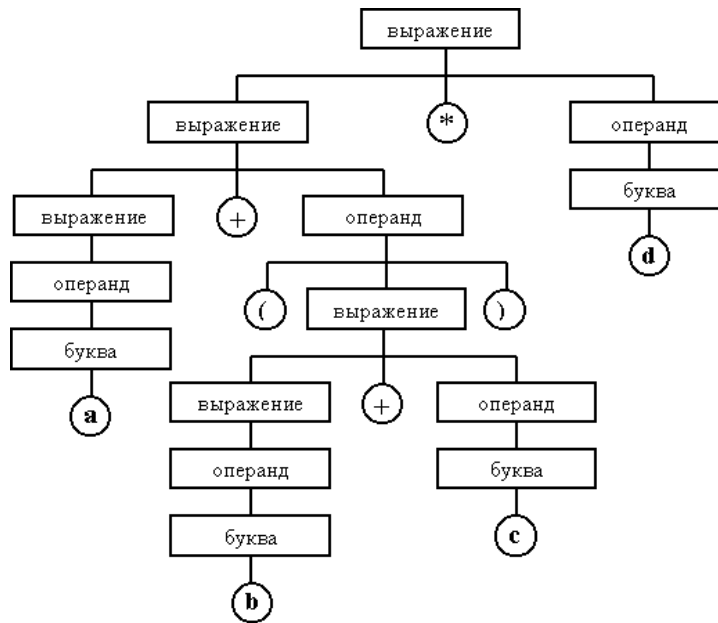 выражение
выражение * операнд
выражение + операнд буква
операнд ( выражение ) d
буква
a выражение + операнд
операнд буква
буква c
b